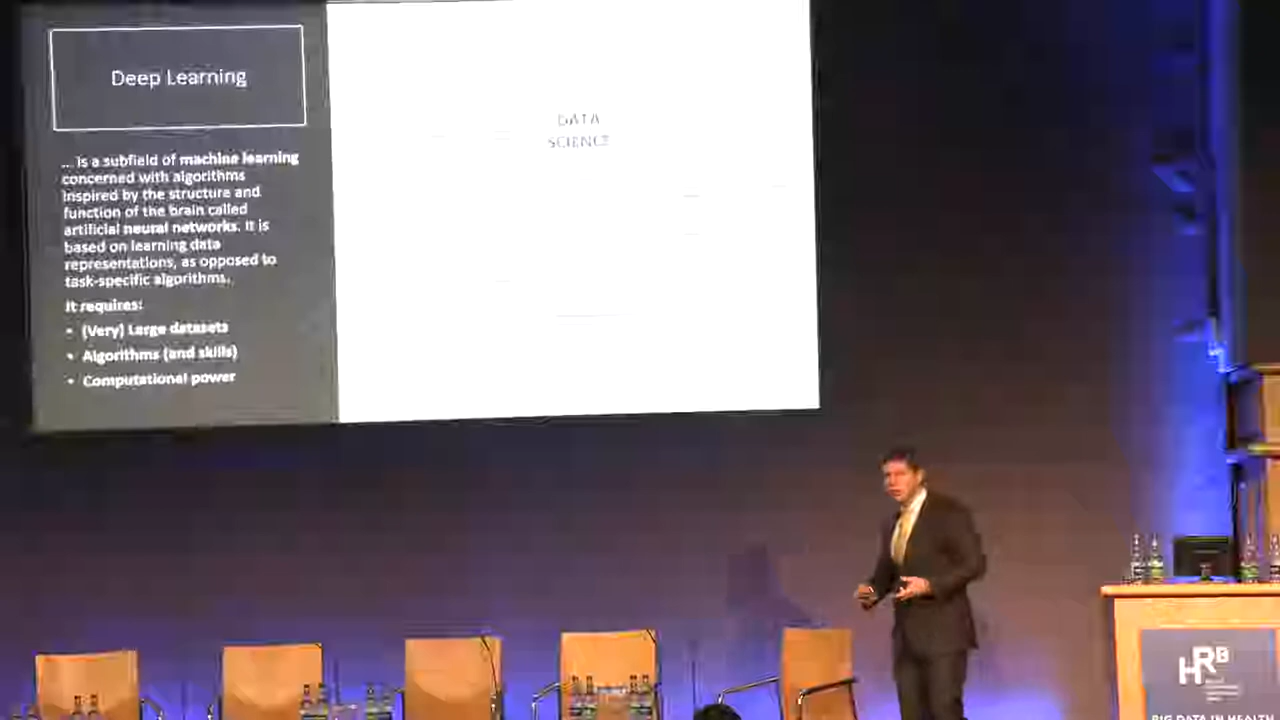 Deep Learning
... is a subfield of machine learning
concerned with algorithms
inspired by the structure and
function of the brain called
artificial neural networks. It is
based on learning data
representations, as opposed to
task-specific algorithms.
It requires:
• (Very) Large datasets
• Algorithms (and skills)
• Computational power
DATA
SCIENCE
HRB
BIG DATA IN HEALTH